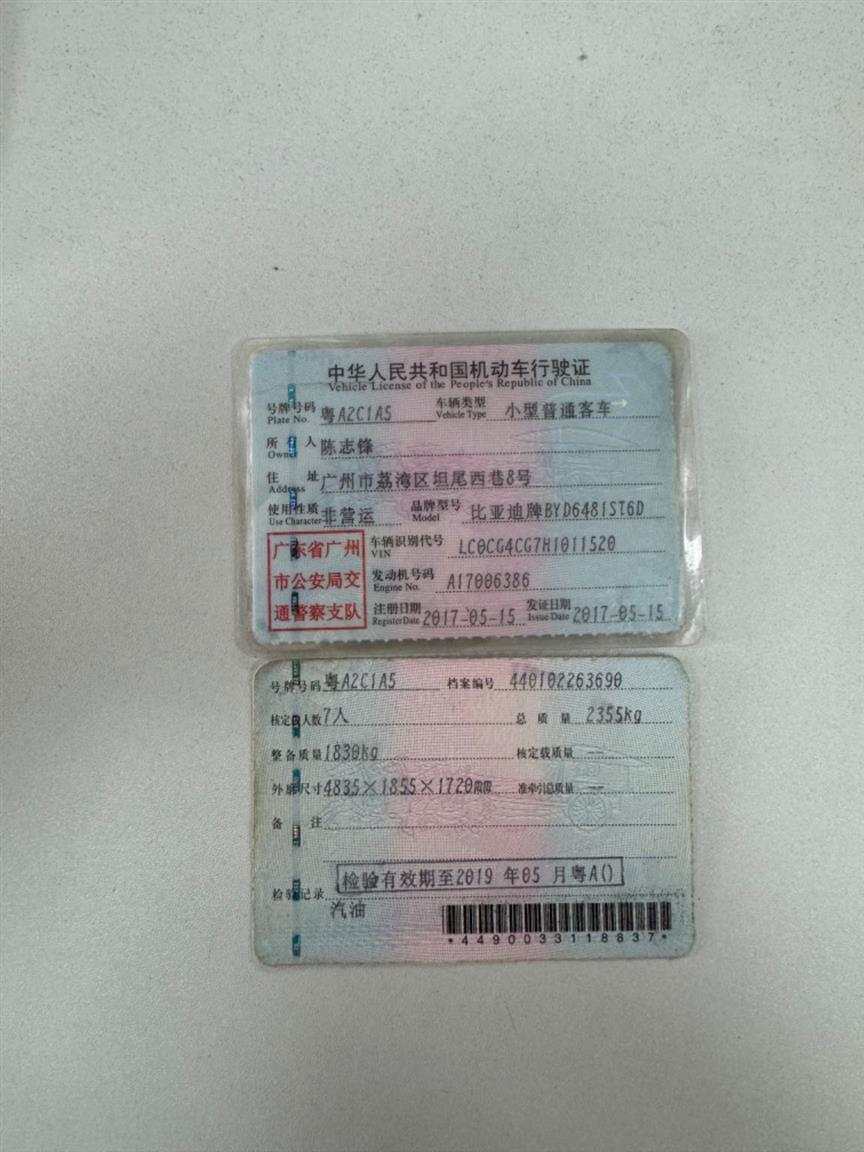 中华人民共和国机动车行驶证
Vehicle License of the People's Republic of China
号牌号码 粤A2C1A5 车辆类型 小型普通客车
Plate No. Vehicle Type
所有人 陈志锋
Owner
住址 广州市荔湾区坦尾西巷8号
Address
使用性质 非营运 品牌型号 比亚迪牌BYD6481ST6D
Use Character Model
广东省广州
市公安局交
通警察支队
车辆识别代号 LC0CG4CG7H1011520
VIN
发动机号码 A17006386
Engine No.
注册日期 2017-05-15 发证日期 2017-05-15
Register Date Issue Date
号牌号码 粤A2C1A5 档案编号 440102263690
核定载人数 7人 总质量 2355kg
整备质量 1830kg 核定载质量 --
外廓尺寸 4835×1855×1720mm 准牵引总质量 --
备注
检验记录 检验有效期至2019年05月粤A()
汽油
*4490033118837*